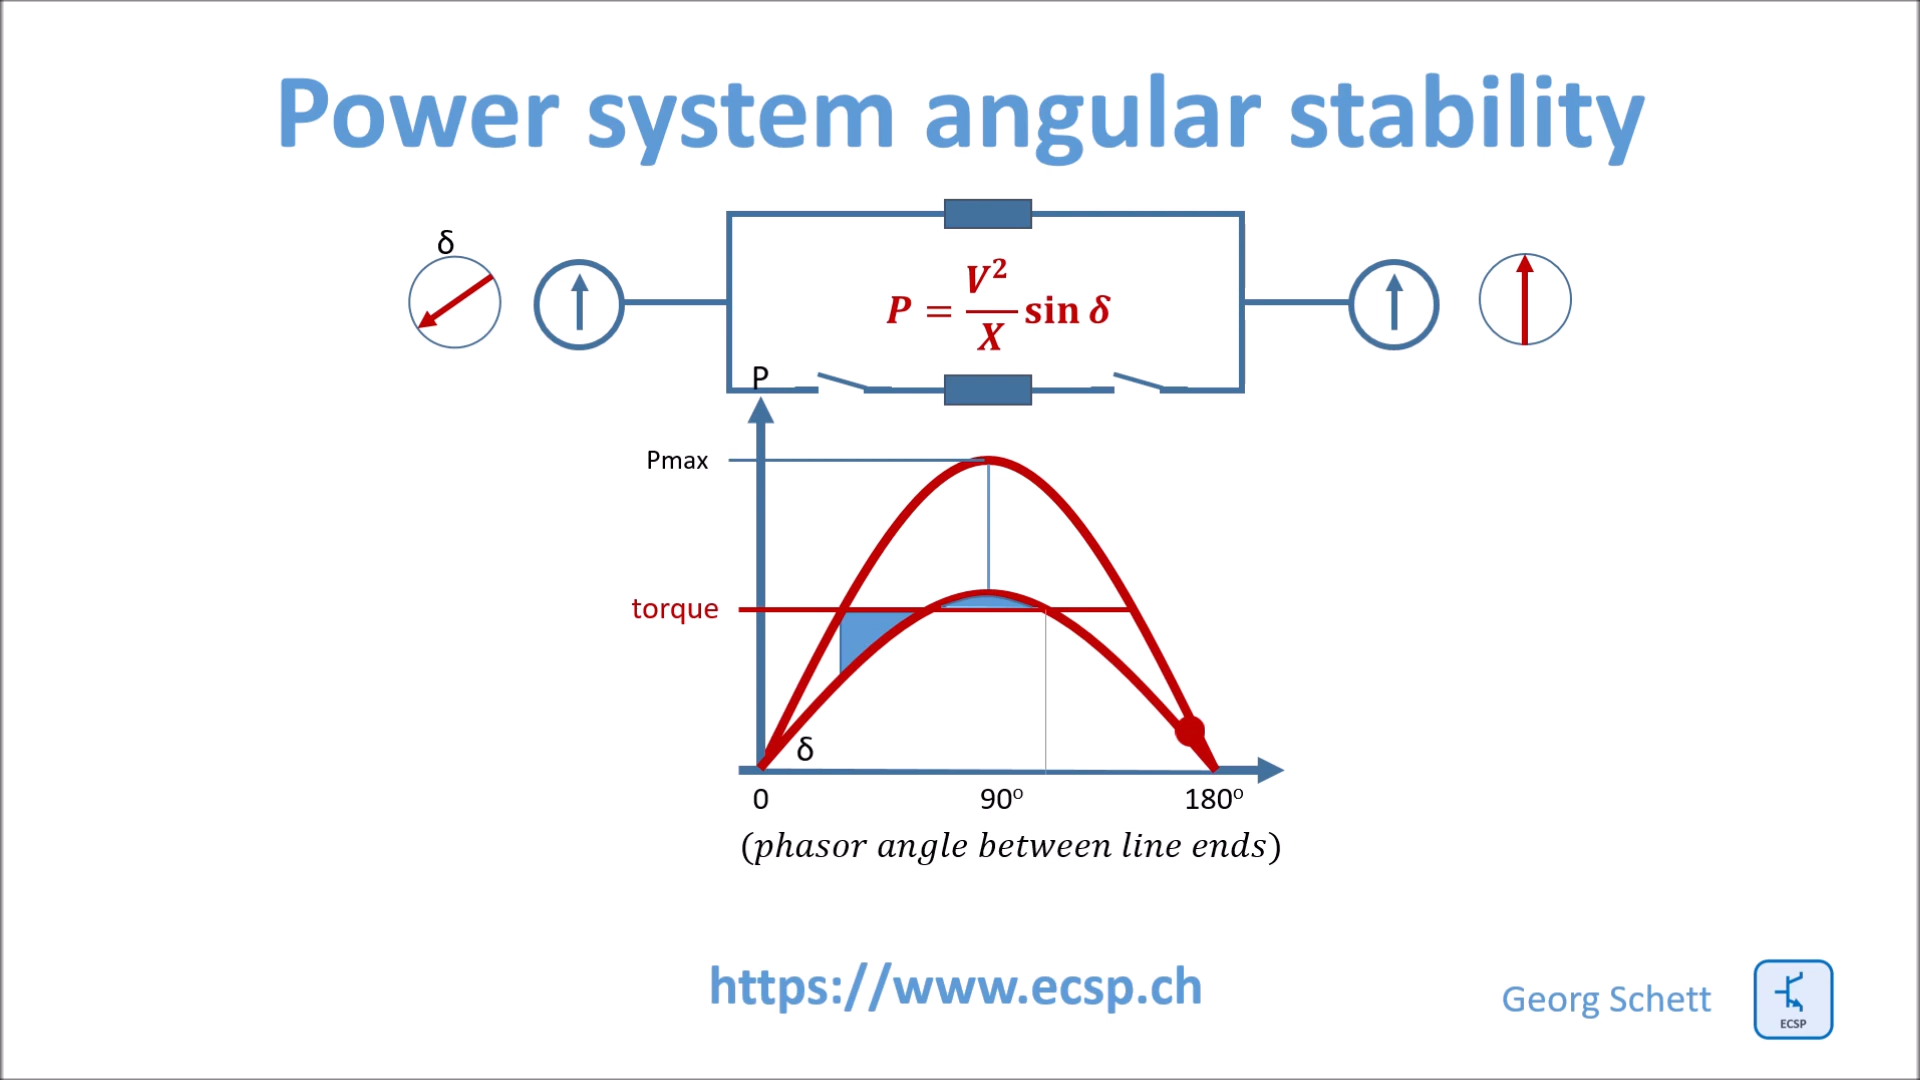 Power system angular stability
δ
P = V²/X sin δ
P
Pmax
torque
δ
0 90º 180º
(phasor angle between line ends)
https://www.ecsp.ch
Georg Schett
ECSP